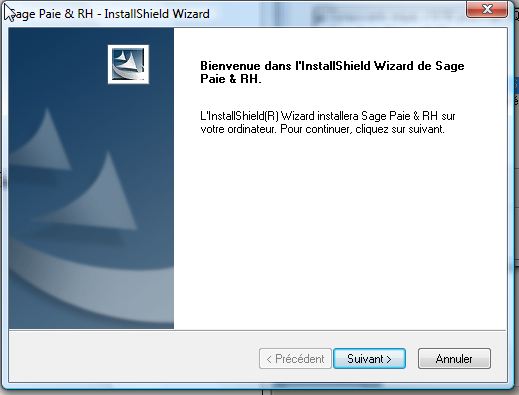 Sage Paie & RH - InstallShield Wizard
Bienvenue dans l'InstallShield Wizard de Sage
Paie & RH.
L'InstallShield(R) Wizard installera Sage Paie & RH sur
votre ordinateur. Pour continuer, cliquez sur suivant.
< Précédent
Suivant >
Annuler